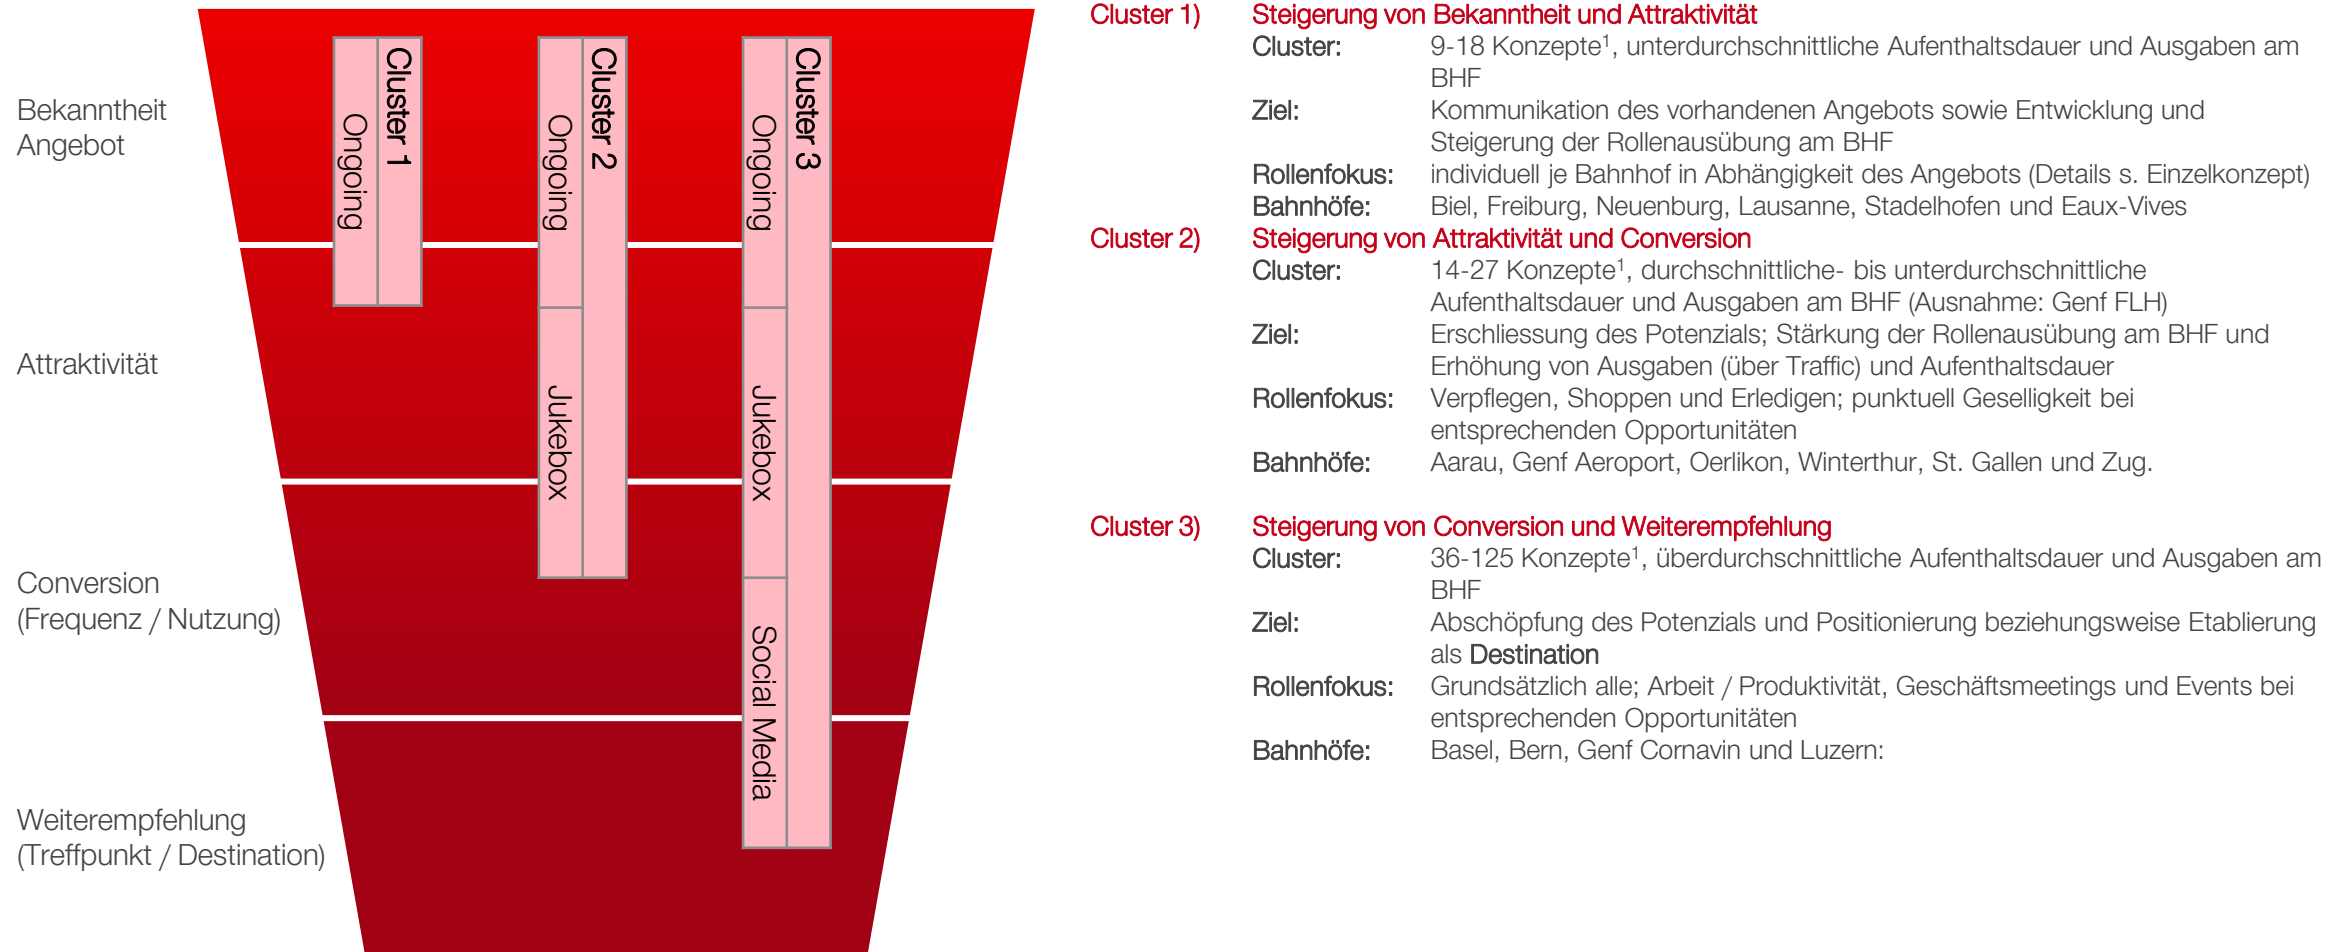 Bekanntheit
Angebot
Attraktivität
Conversion
(Frequenz / Nutzung)
Weiterempfehlung
(Treffpunkt / Destination)
Cluster 1
Ongoing
Cluster 2
Ongoing
Jukebox
Cluster 3
Ongoing
Jukebox
Social Media
Cluster 1) Steigerung von Bekanntheit und Attraktivität
Cluster: 9-18 Konzepte¹, unterdurchschnittliche Aufenthaltsdauer und Ausgaben am
BHF
Ziel: Kommunikation des vorhandenen Angebots sowie Entwicklung und
Steigerung der Rollenausübung am BHF
Rollenfokus: individuell je Bahnhof in Abhängigkeit des Angebots (Details s. Einzelkonzept)
Bahnhöfe: Biel, Freiburg, Neuenburg, Lausanne, Stadelhofen und Eaux-Vives
Cluster 2) Steigerung von Attraktivität und Conversion
Cluster: 14-27 Konzepte¹, durchschnittliche- bis unterdurchschnittliche
Aufenthaltsdauer und Ausgaben am BHF (Ausnahme: Genf FLH)
Ziel: Erschliessung des Potenzials; Stärkung der Rollenausübung am BHF und
Erhöhung von Ausgaben (über Traffic) und Aufenthaltsdauer
Rollenfokus: Verpflegen, Shoppen und Erledigen; punktuell Geselligkeit bei
entsprechenden Opportunitäten
Bahnhöfe: Aarau, Genf Aeroport, Oerlikon, Winterthur, St. Gallen und Zug.
Cluster 3) Steigerung von Conversion und Weiterempfehlung
Cluster: 36-125 Konzepte¹, überdurchschnittliche Aufenthaltsdauer und Ausgaben am
BHF
Ziel: Abschöpfung des Potenzials und Positionierung beziehungsweise Etablierung
als Destination
Rollenfokus: Grundsätzlich alle; Arbeit / Produktivität, Geschäftsmeetings und Events bei
entsprechenden Opportunitäten
Bahnhöfe: Basel, Bern, Genf Cornavin und Luzern: